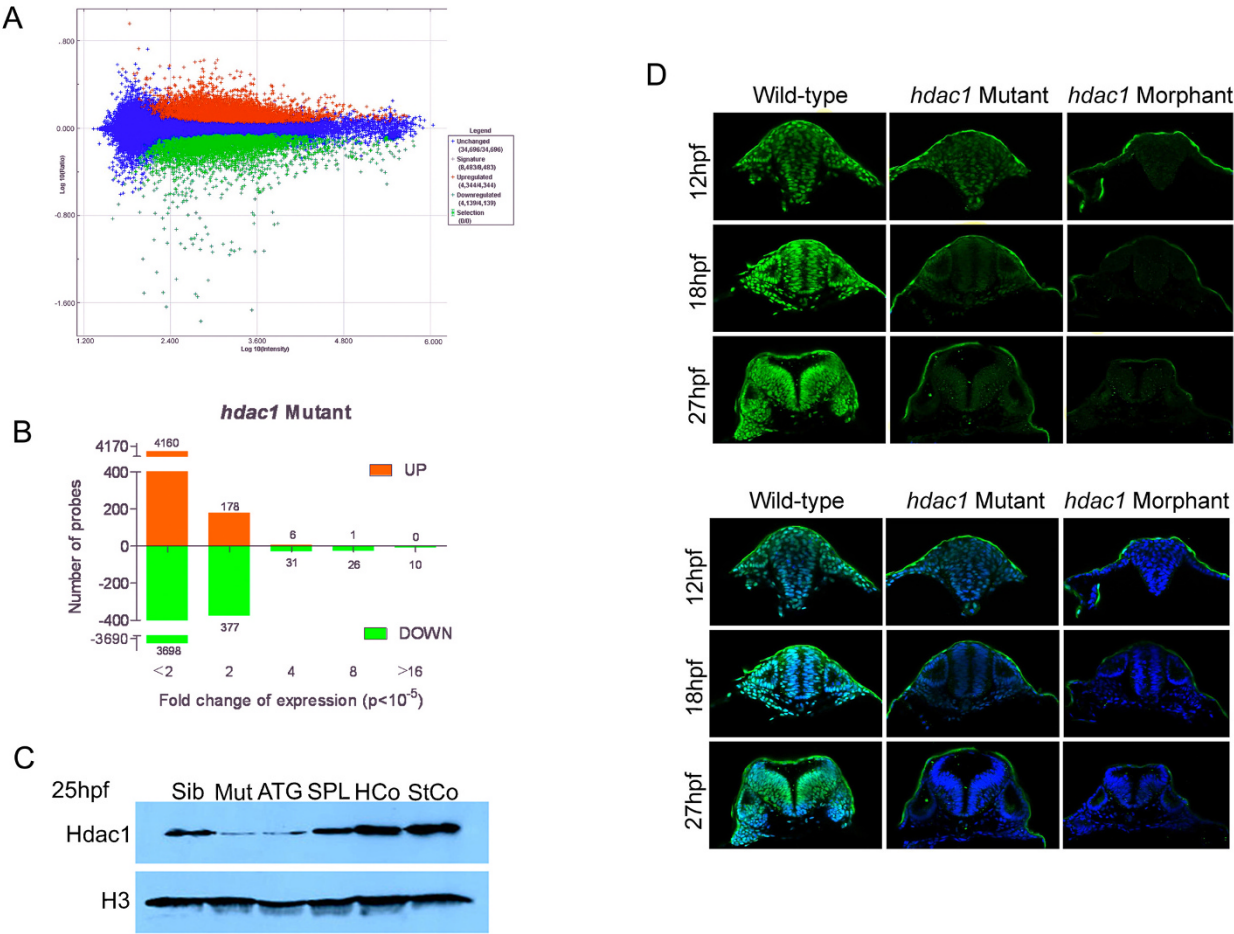 A
.800
0.000
-0.800
-1.600
Log 10(Ratio)
1.200 2.400 3.600 4.800 6.000
Log 10(Intensity)
Legend
Unchanged
(34,696/34,696)
Signature
(8,483/8,483)
Upregulated
(4,344/4,344)
Downregulated
(4,139/4,139)
Selection
(0/0)
B
hdac1 Mutant
4170
400
200
0
-200
-400
-3690
Number of probes
4160
178
6
1
0
UP
31
26
10
377
3698
DOWN
<2 2 4 8 >16
Fold change of expression (p<10-5)
C
25hpf
Sib Mut ATG SPL HCo StCo
Hdac1
H3
D
Wild-type hdac1 Mutant hdac1 Morphant
12hpf
18hpf
27hpf
Wild-type hdac1 Mutant hdac1 Morphant
12hpf
18hpf
27hpf